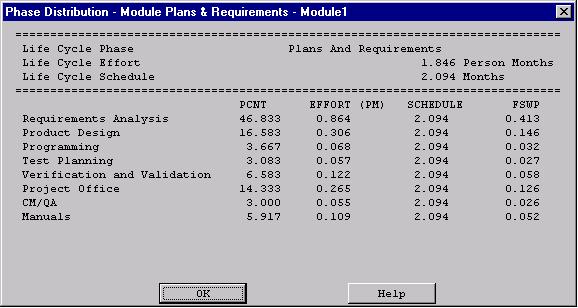 Phase Distribution - Module Plans & Requirements - Module1
Life Cycle Phase Plans And Requirements
Life Cycle Effort 1.846 Person Months
Life Cycle Schedule 2.094 Months
PCNT EFFORT (PM) SCHEDULE FSWP
Requirements Analysis 46.833 0.864 2.094 0.413
Product Design 16.583 0.306 2.094 0.146
Programming 3.667 0.068 2.094 0.032
Test Planning 3.083 0.057 2.094 0.027
Verification and Validation 6.583 0.122 2.094 0.058
Project Office 14.333 0.265 2.094 0.126
CM/QA 3.000 0.055 2.094 0.026
Manuals 5.917 0.109 2.094 0.052
OK Help